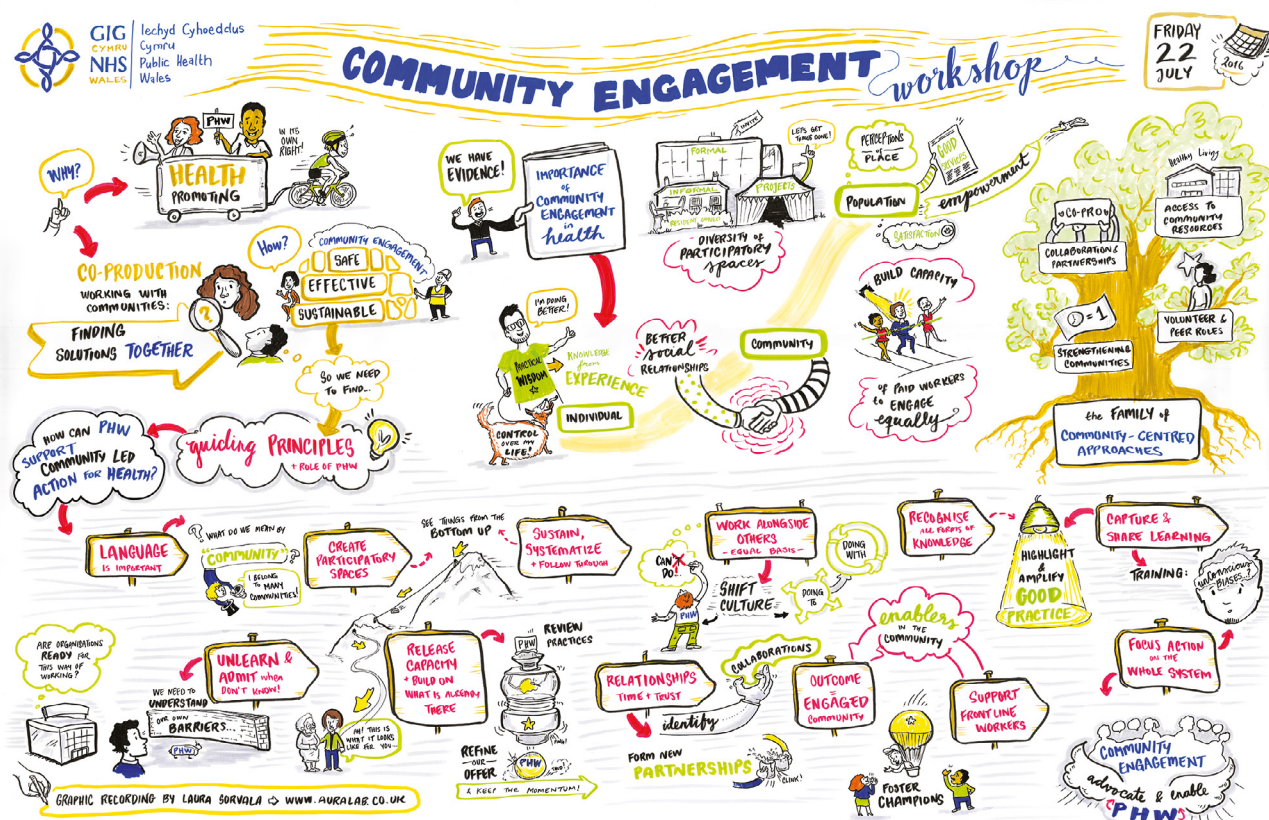 GIG
CYMRU
NHS
WALES
Iechyd Cyhoeddus
Cymru
Public Health
Wales
COMMUNITY ENGAGEMENT workshop
FRIDAY
22
JULY
2016
WHY?
PHW
HEALTH
PROMOTING
IN ITS
OWN
RIGHT!
CO-PRODUCTION
WORKING WITH
COMMUNITIES:
FINDING
SOLUTIONS TOGETHER
?
HOW?
COMMUNITY ENGAGEMENT
SAFE
EFFECTIVE
SUSTAINABLE
SO WE NEED
TO FIND...
guiding PRINCIPLES
+ ROLE OF PHW
HOW CAN PHW
SUPPORT
COMMUNITY LED
ACTION FOR HEALTH?
WE HAVE
EVIDENCE!
IMPORTANCE
OF
COMMUNITY
ENGAGEMENT
in
health
I'M DOING
BETTER!
PRACTICAL
WISDOM
KNOWLEDGE
from
EXPERIENCE
INDIVIDUAL
CONTROL
OVER MY
LIFE!
INVITE
FORMAL
INFORMAL
PROJECTS
LET'S GET
THINGS DONE!
DIVERSITY OF
PARTICIPATORY
spaces
BETTER
social
RELATIONSHIPS
COMMUNITY
PERCEPTIONS
OF
PLACE
POPULATION
GOOD
SERVICES
empowerment
SATISFACTION
BUILD CAPACITY
OF PAID WORKERS
to ENGAGE
equally
Healthy Living
CO-PRO
COLLABORATION &
PARTNERSHIPS
ACCESS TO
COMMUNITY
RESOURCES
VOLUNTEER &
PEER ROLES
= 1
STRENGTHENING
COMMUNITIES
the FAMILY OF
COMMUNITY-CENTRED
APPROACHES
LANGUAGE
IS IMPORTANT
WHAT DO WE MEAN BY
"COMMUNITY"?
I BELONG
TO MANY
COMMUNITIES!
CREATE
PARTICIPATORY
SPACES
SEE THINGS FROM THE
BOTTOM UP
SUSTAIN,
SYSTEMATIZE
+ FOLLOW THROUGH
CAN
DO!
PHW
WORK ALONGSIDE
OTHERS
- EQUAL BASIS -
SHIFT
CULTURE...
DOING
TO
DOING
WITH
RECOGNISE
ALL FORMS OF
KNOWLEDGE
HIGHLIGHT
&
AMPLIFY
GOOD
PRACTICE
CAPTURE &
SHARE LEARNING
TRAINING:
unconscious
BIASES...?
ARE ORGANISATIONS
READY FOR
THIS WAY OF
WORKING?
UNLEARN &
ADMIT when
DON'T KNOW!
WE NEED TO
UNDERSTAND
OUR OWN
BARRIERS...
PHW
AH! THIS IS
WHAT IT LOOKS
LIKE FOR YOU...
RELEASE
CAPACITY
+ BUILD ON
WHAT IS ALREADY
THERE
PHW
REVIEW
PRACTICES
REFINE
- OUR -
OFFER
PHW
& KEEP THE MOMENTUM!
RELATIONSHIPS
TIME + TRUST
identify
COLLABORATIONS
FORM NEW
PARTNERSHIPS
CLINK!
OUTCOME
=
ENGAGED
COMMUNITY
enablers
IN THE
COMMUNITY
SUPPORT
FRONT LINE
WORKERS
FOSTER
CHAMPIONS
FOCUS ACTION
ON THE
WHOLE SYSTEM
COMMUNITY
ENGAGEMENT
advocate & enable
PHW
GRAPHIC RECORDING BY LAURA SORVALA ⇨ WWW.AURALAB.CO.UK